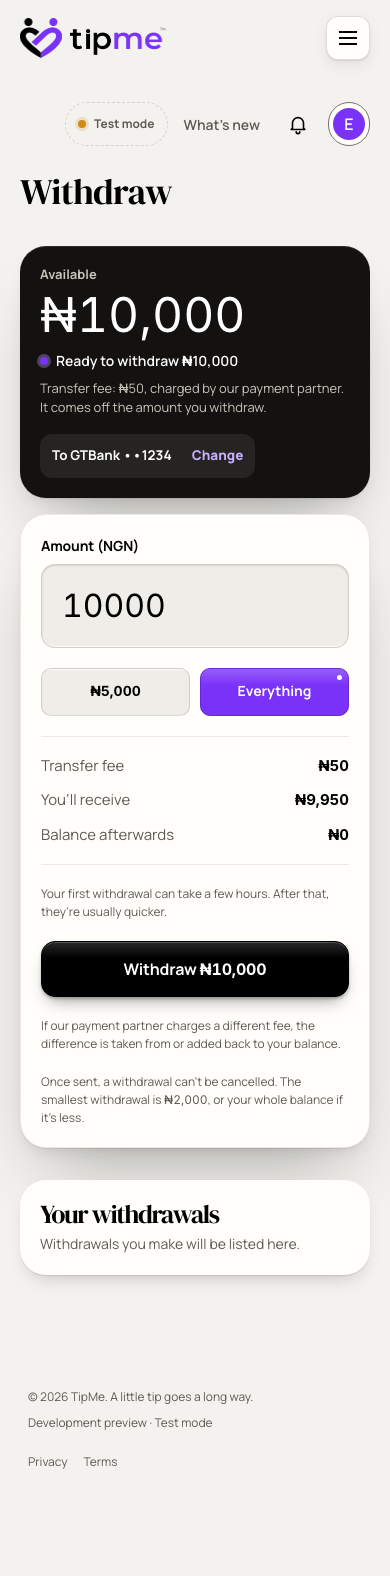 tipme™
Test mode
What's new
E
Withdraw
Available
₦10,000
Ready to withdraw ₦10,000
Transfer fee: ₦50, charged by our payment partner.
It comes off the amount you withdraw.
To GTBank ••1234
Change
Amount (NGN)
10000
₦5,000
Everything
Transfer fee
₦50
You'll receive
₦9,950
Balance afterwards
₦0
Your first withdrawal can take a few hours. After that,
they're usually quicker.
Withdraw ₦10,000
If our payment partner charges a different fee, the
difference is taken from or added back to your balance.
Once sent, a withdrawal can't be cancelled. The
smallest withdrawal is ₦2,000, or your whole balance if
it's less.
Your withdrawals
Withdrawals you make will be listed here.
© 2026 TipMe. A little tip goes a long way.
Development preview · Test mode
Privacy
Terms